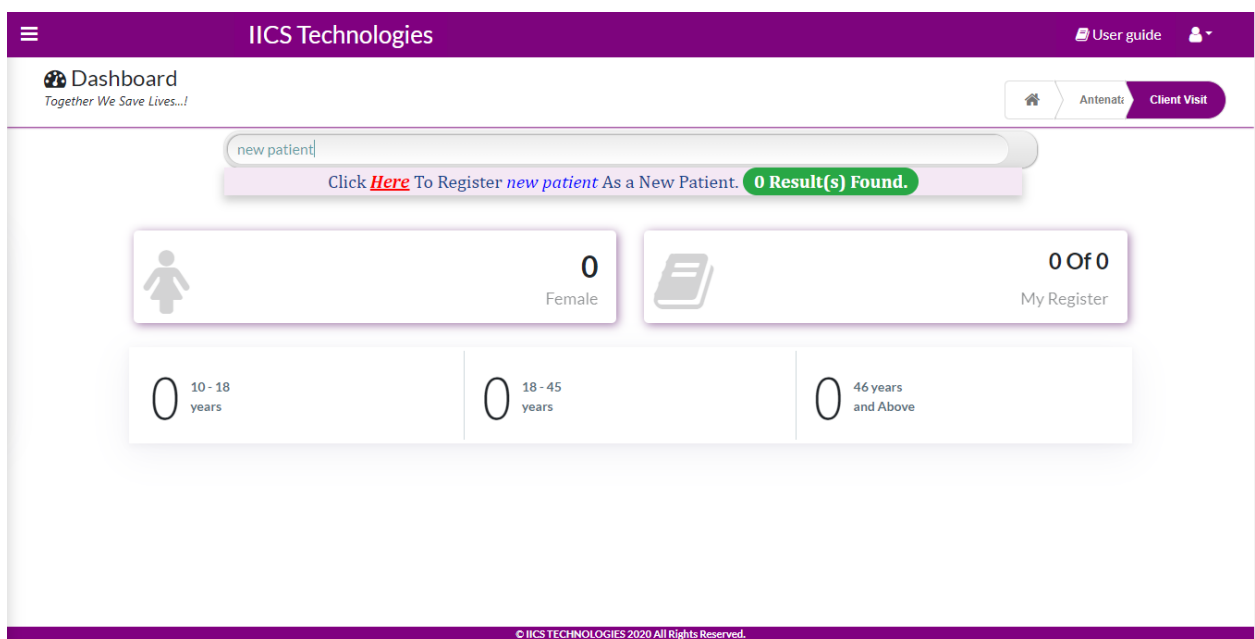 IICS Technologies
User guide
Dashboard
Together We Save Lives...!
Antenata
Client Visit
new patient
Click Here To Register new patient As a New Patient. 0 Result(s) Found.
0
Female
0 Of 0
My Register
0 10 - 18 years
0 18 - 45 years
0 46 years and Above
© IICS TECHNOLOGIES 2020 All Rights Reserved.